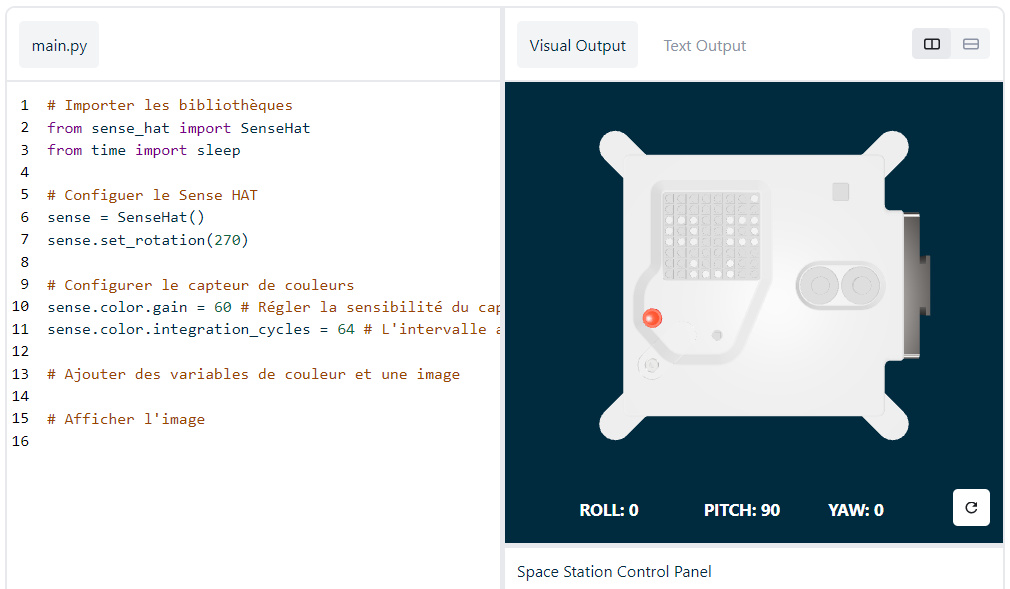 main.py
1 # Importer les bibliothèques
2 from sense_hat import SenseHat
3 from time import sleep
4
5 # Configuer le Sense HAT
6 sense = SenseHat()
7 sense.set_rotation(270)
8
9 # Configurer le capteur de couleurs
10 sense.color.gain = 60 # Régler la sensibilité du cap
11 sense.color.integration_cycles = 64 # L'intervalle a
12
13 # Ajouter des variables de couleur et une image
14
15 # Afficher l'image
16
Visual Output Text Output
ROLL: 0 PITCH: 90 YAW: 0
Space Station Control Panel